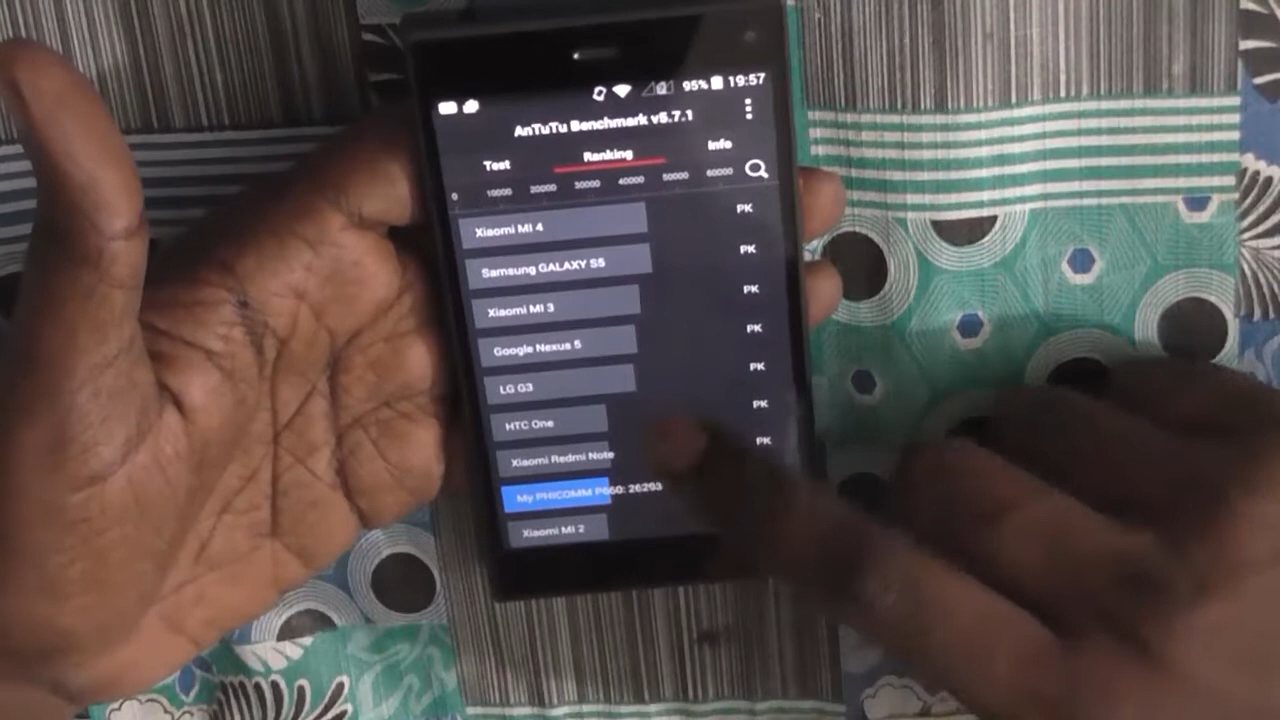 95% 19:57
AnTuTu Benchmark v5.7.1
Test Ranking Info
0 10000 20000 30000 40000 50000 60000
Xiaomi MI 4 PK
Samsung GALAXY S5 PK
Xiaomi MI 3 PK
Google Nexus 5 PK
LG G3 PK
HTC One PK
Xiaomi Redmi Note PK
My PHICOMM P660: 26293
Xiaomi MI 2